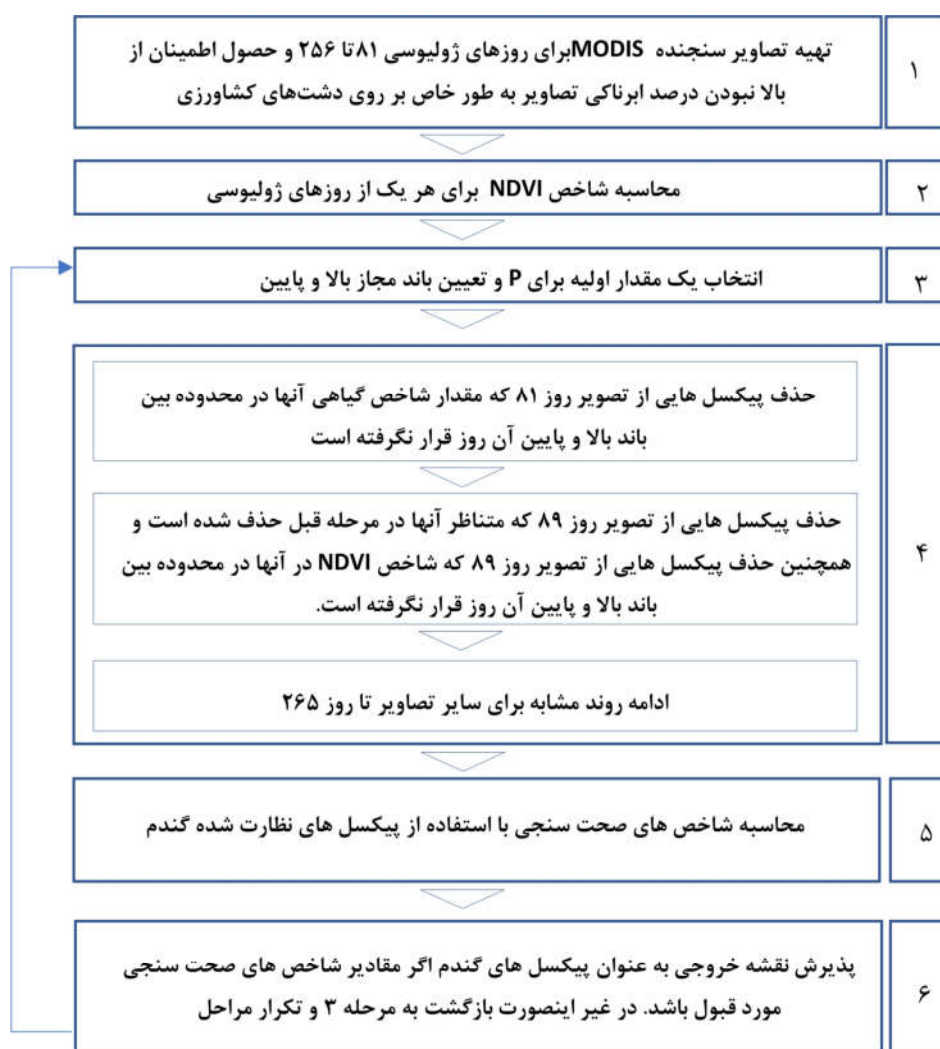 ۱
تهیه تصاویر سنجنده MODISبرای روزهای ژولیوسی ۸۱تا ۲۵۶ و حصول اطمینان از
بالا نبودن درصد ابرناکی تصاویر به طور خاص بر روی دشت‌های کشاورزی
۲
محاسبه شاخص NDVI برای هر یک از روزهای ژولیوسی
۳
انتخاب یک مقدار اولیه برای P و تعیین باند مجاز بالا و پایین
۴
حذف پیکسل هایی از تصویر روز ۸۱ که مقدار شاخص گیاهی آنها در محدوده بین
باند بالا و پایین آن روز قرار نگرفته است
حذف پیکسل هایی از تصویر روز ۸۹ که متناظر آنها در مرحله قبل حذف شده است و
همچنین حذف پیکسل هایی از تصویر روز ۸۹ که شاخص NDVI در آنها در محدوده بین
باند بالا و پایین آن روز قرار نگرفته است.
ادامه روند مشابه برای سایر تصاویر تا روز ۲۶۵
۵
محاسبه شاخص های صحت سنجی با استفاده از پیکسل های نظارت شده گندم
۶
پذیرش نقشه خروجی به عنوان پیکسل های گندم اگر مقادیر شاخص های صحت سنجی
مورد قبول باشد. در غیر اینصورت بازگشت به مرحله ۳ و تکرار مراحل